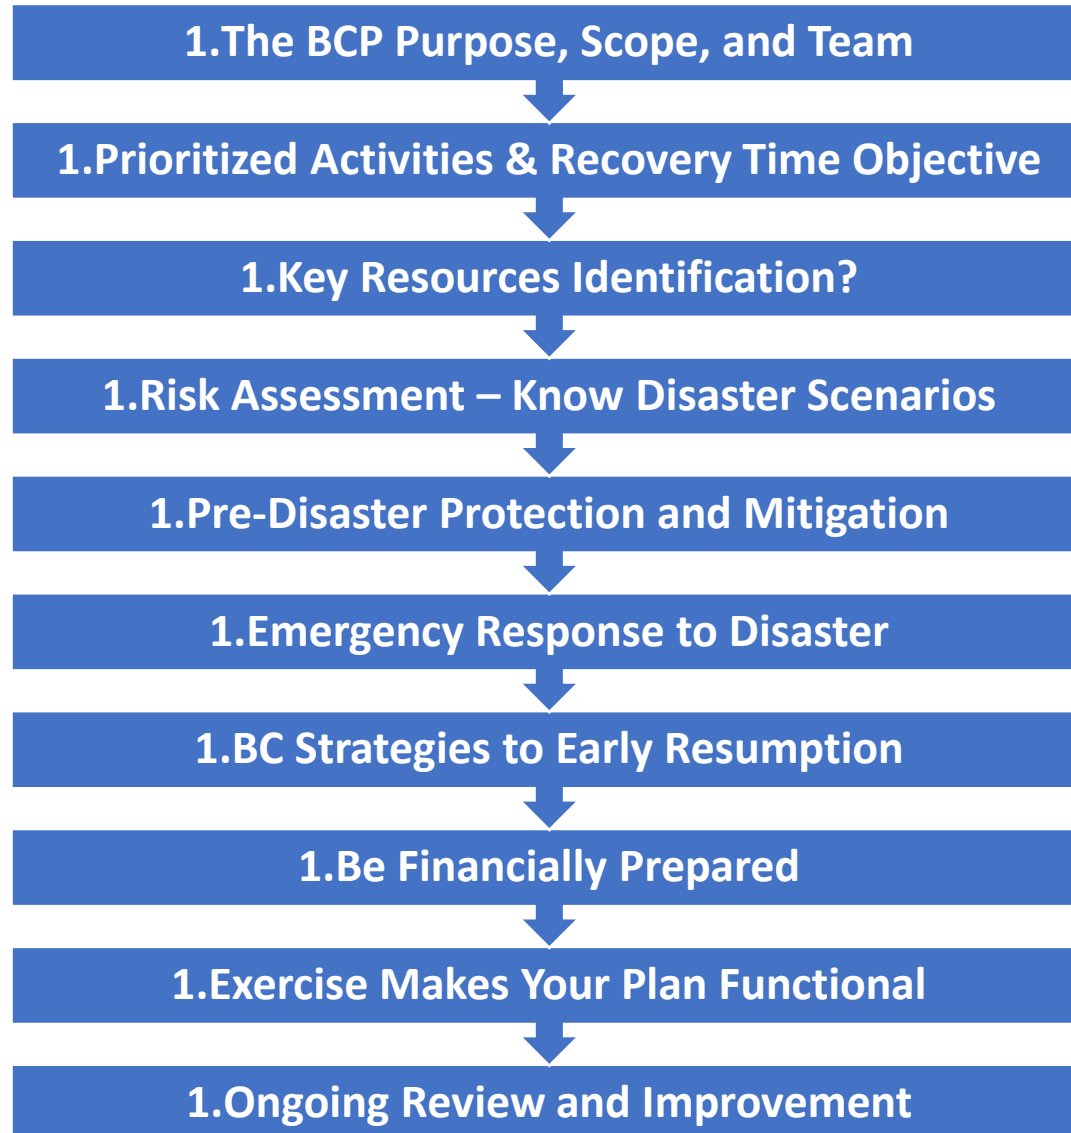 1.The BCP Purpose, Scope, and Team
1.Prioritized Activities & Recovery Time Objective
1.Key Resources Identification?
1.Risk Assessment – Know Disaster Scenarios
1.Pre-Disaster Protection and Mitigation
1.Emergency Response to Disaster
1.BC Strategies to Early Resumption
1.Be Financially Prepared
1.Exercise Makes Your Plan Functional
1.Ongoing Review and Improvement